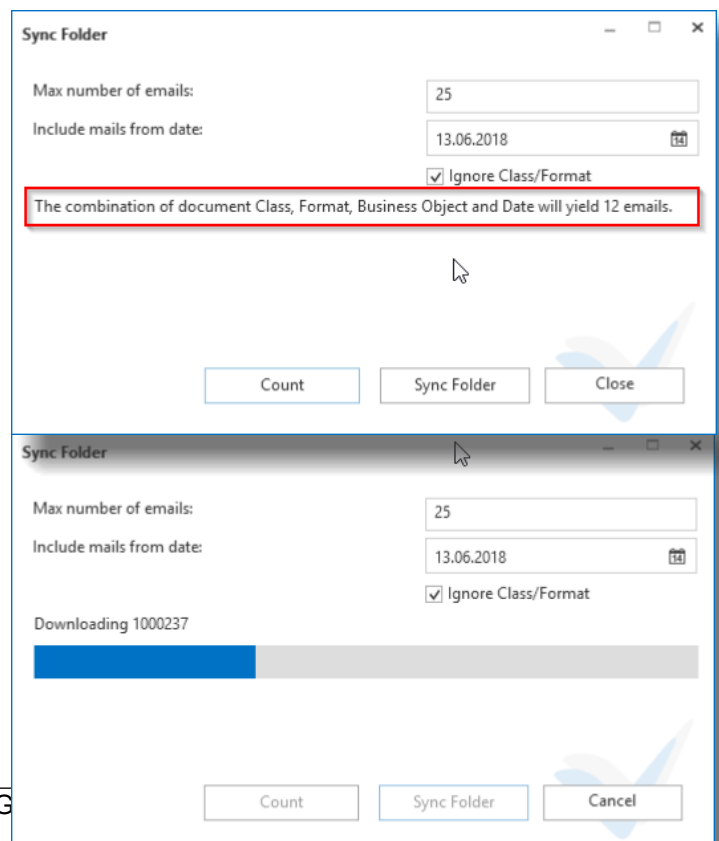 Sync Folder
Max number of emails:
25
Include mails from date:
13.06.2018
14
Ignore Class/Format
The combination of document Class, Format, Business Object and Date will yield 12 emails.
Count
Sync Folder
Close
Sync Folder
Max number of emails:
25
Include mails from date:
13.06.2018
14
Ignore Class/Format
Downloading 1000237
G
Count
Sync Folder
Cancel